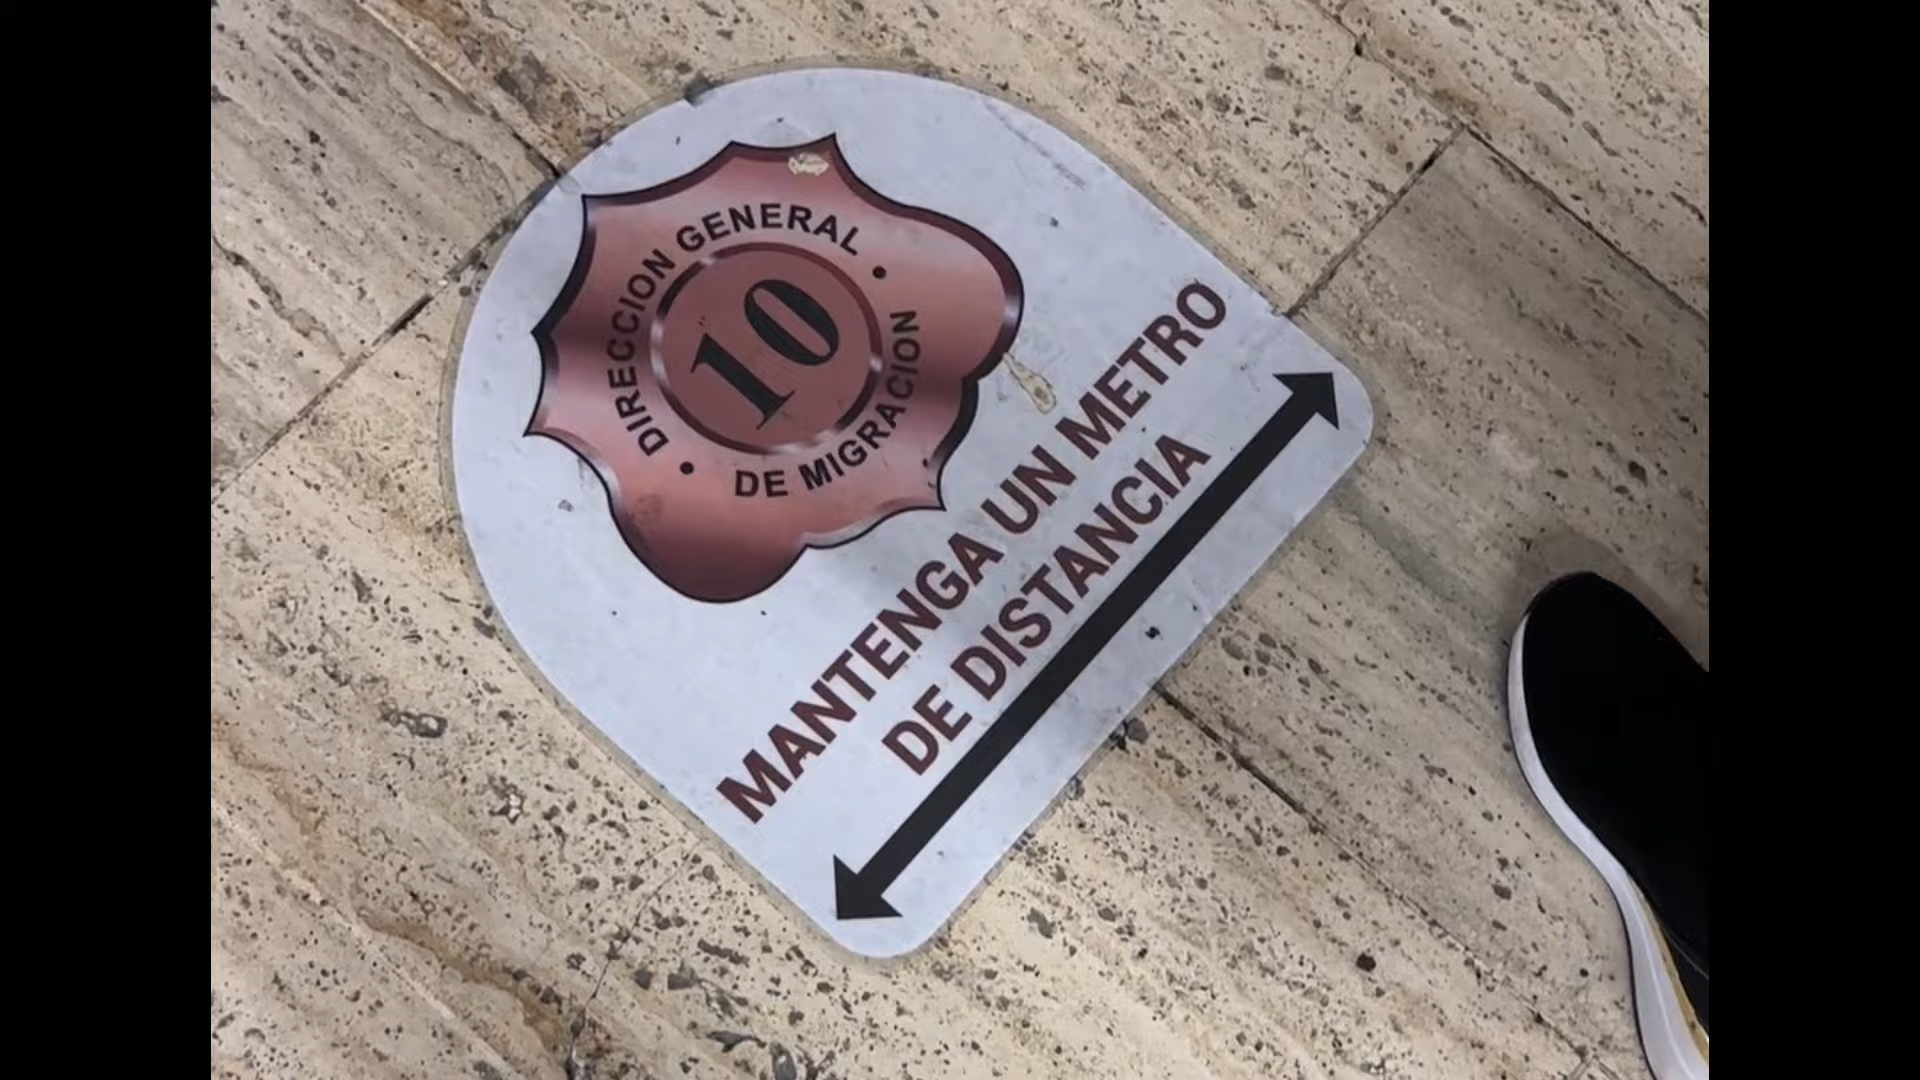 DIRECCION GENERAL
10
DE MIGRACION
MANTENGA UN METRO
DE DISTANCIA